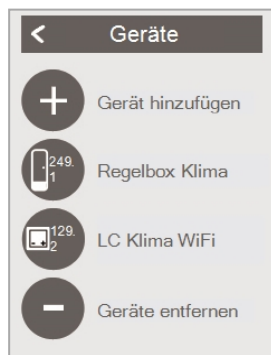 Geräte
Gerät hinzufügen
249.
1
Regelbox Klima
129.
2
LC Klima WiFi
Geräte entfernen